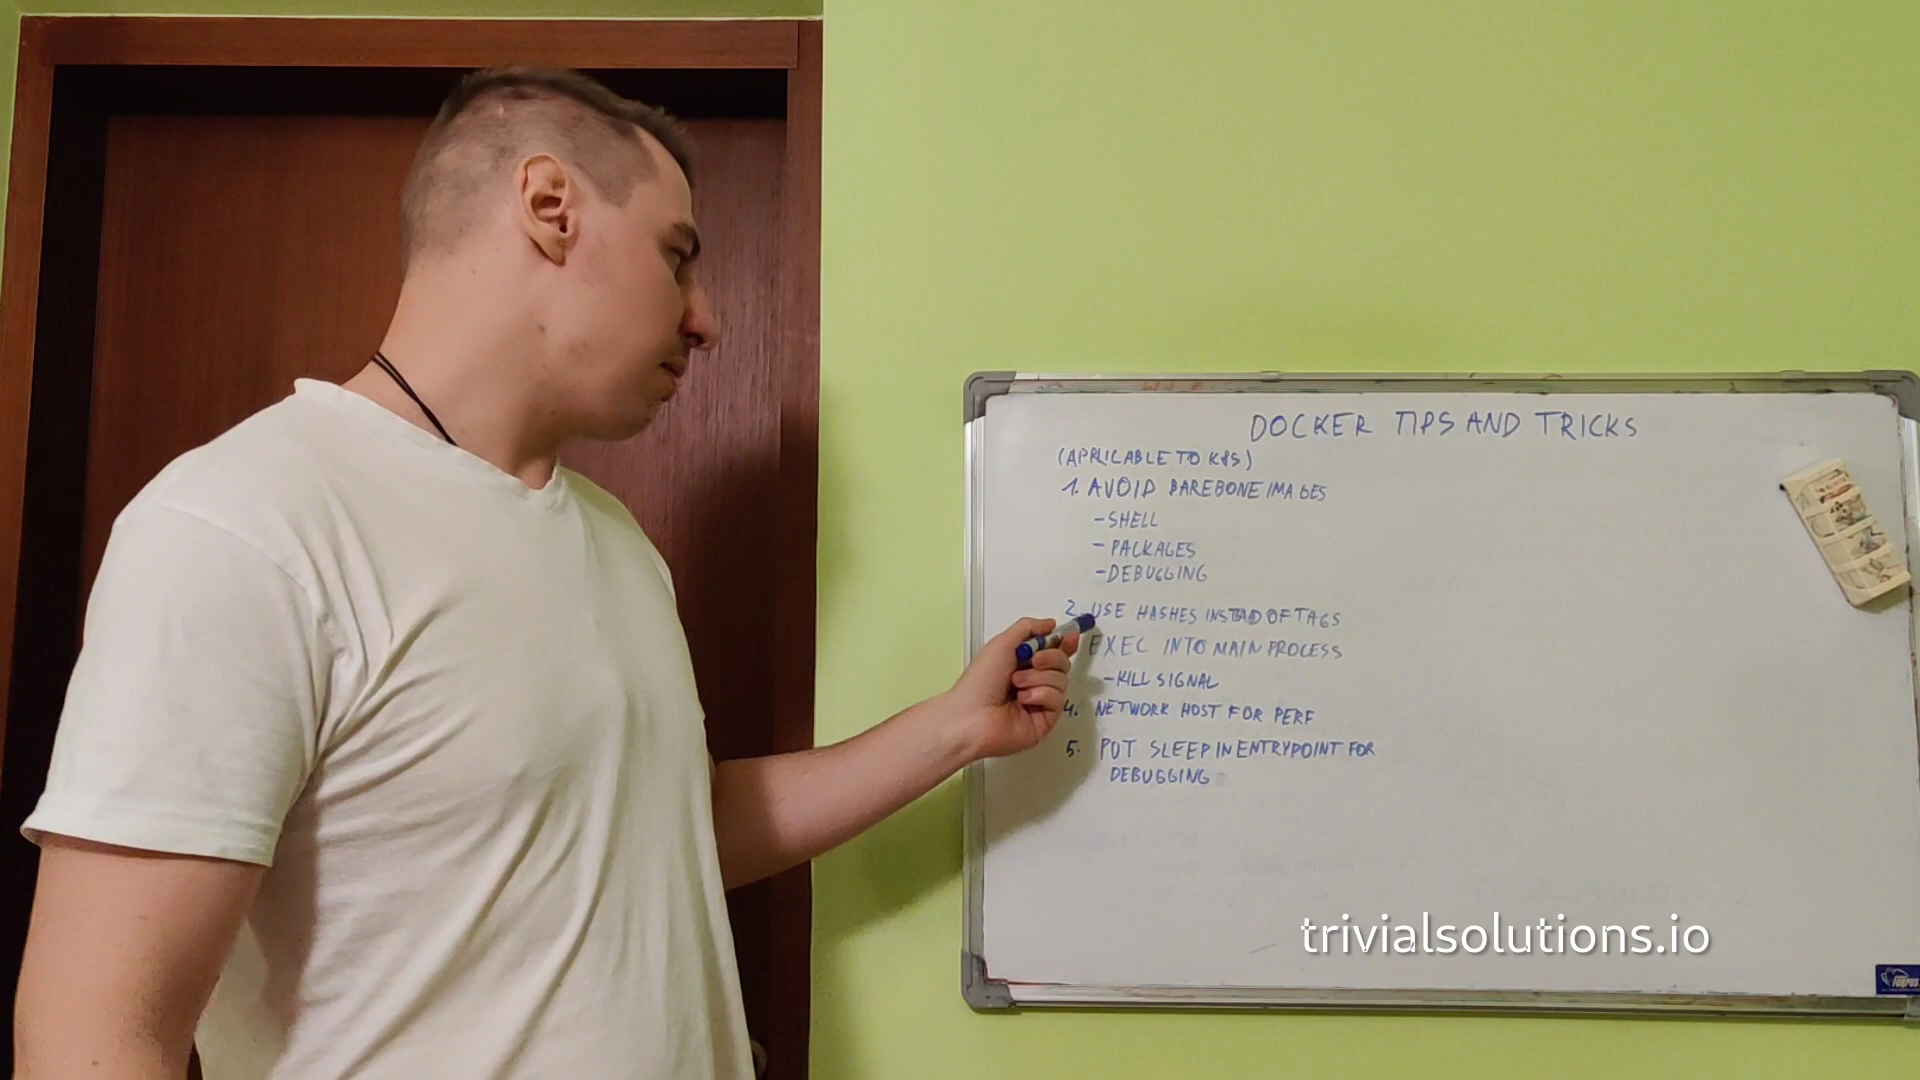 DOCKER TIPS AND TRICKS
(APPLICABLE TO K8S)
1. AVOID BAREBONE IMAGES
-SHELL
-PACKAGES
-DEBUGGING
2. USE HASHES INSTEAD OF TAGS
EXEC INTO MAIN PROCESS
-KILL SIGNAL
4. NETWORK HOST FOR PERF
5. PUT SLEEP IN ENTRYPOINT FOR
DEBUGGING
trivialsolutions.io
FORPUS